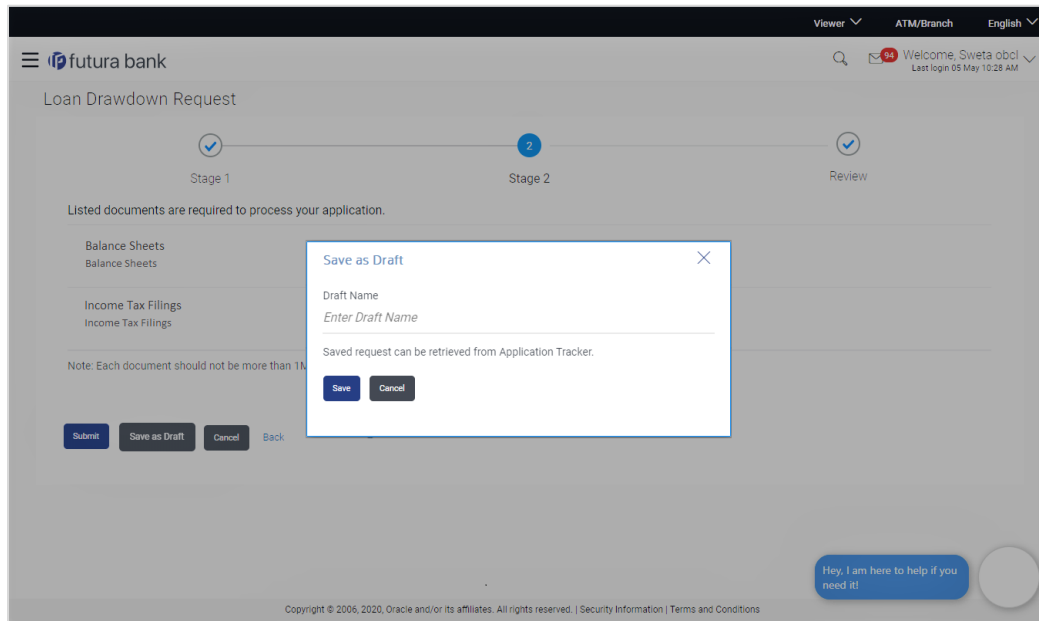 Viewer ATM/Branch English
futura bank
94 Welcome, Sweta obcl
Last login 05 May 10:28 AM
Loan Drawdown Request
2
Stage 1 Stage 2 Review
Listed documents are required to process your application.
Balance Sheets
Balance Sheets
Income Tax Filings
Income Tax Filings
Note: Each document should not be more than 1M
Save as Draft
Draft Name
Enter Draft Name
Saved request can be retrieved from Application Tracker.
Save Cancel
Submit Save as Draft Cancel Back
Hey, I am here to help if you
need it!
Copyright © 2006, 2020, Oracle and/or its affiliates. All rights reserved. | Security Information | Terms and Conditions